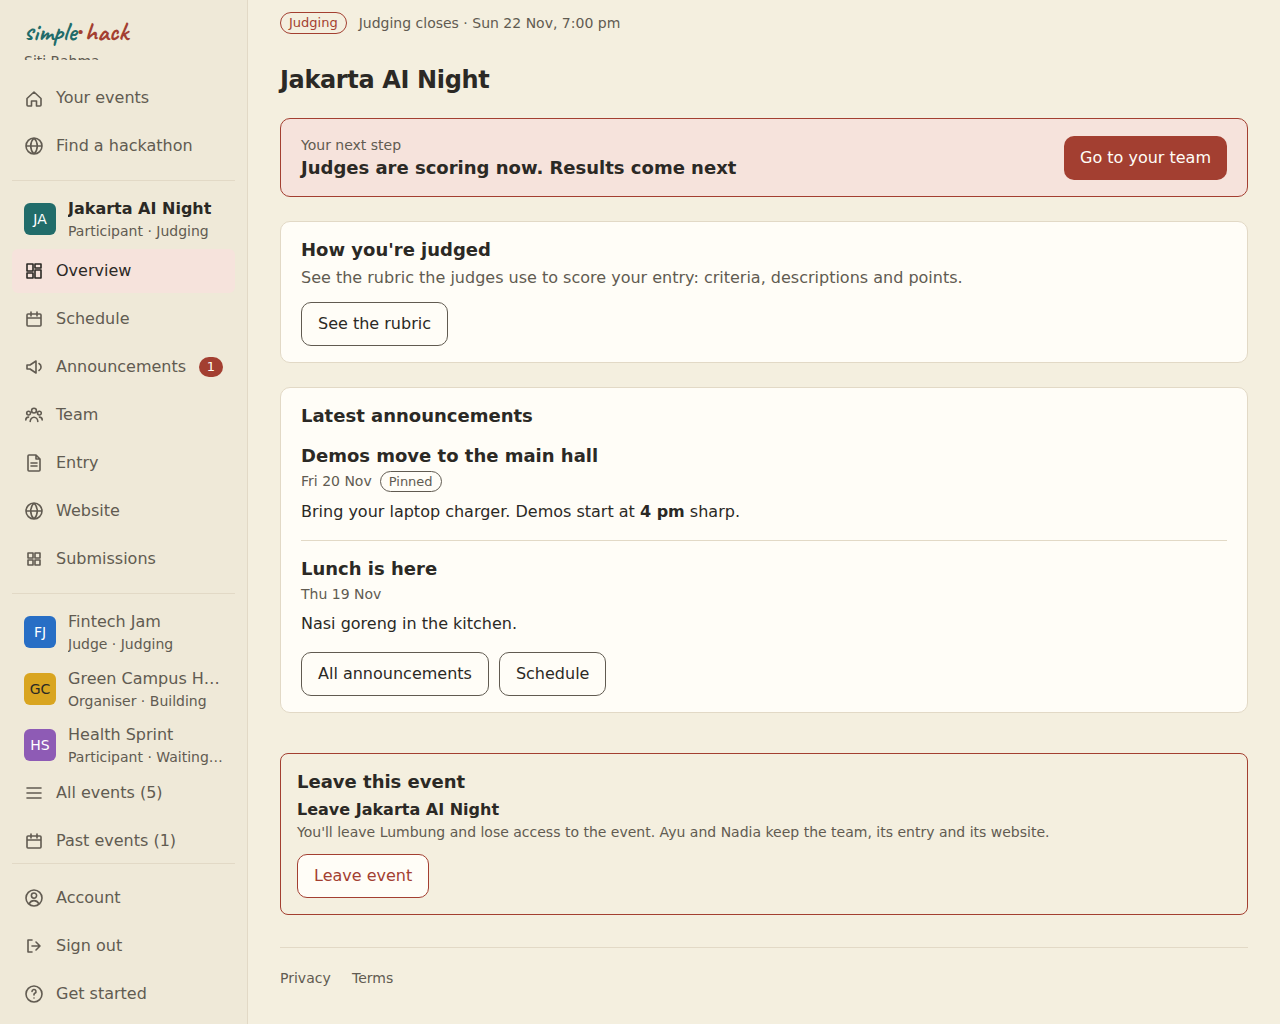 simple·hack
Siti Rahma
Your events
Find a hackathon
JA
Jakarta AI Night
Participant · Judging
Overview
Schedule
Announcements 1
Team
Entry
Website
Submissions
FJ
Fintech Jam
Judge · Judging
GC
Green Campus H…
Organiser · Building
HS
Health Sprint
Participant · Waiting…
All events (5)
Past events (1)
Account
Sign out
Get started
Judging Judging closes · Sun 22 Nov, 7:00 pm
Jakarta AI Night
Your next step
Judges are scoring now. Results come next
Go to your team
How you're judged
See the rubric the judges use to score your entry: criteria, descriptions and points.
See the rubric
Latest announcements
Demos move to the main hall
Fri 20 Nov Pinned
Bring your laptop charger. Demos start at 4 pm sharp.
Lunch is here
Thu 19 Nov
Nasi goreng in the kitchen.
All announcements Schedule
Leave this event
Leave Jakarta AI Night
You'll leave Lumbung and lose access to the event. Ayu and Nadia keep the team, its entry and its website.
Leave event
Privacy Terms